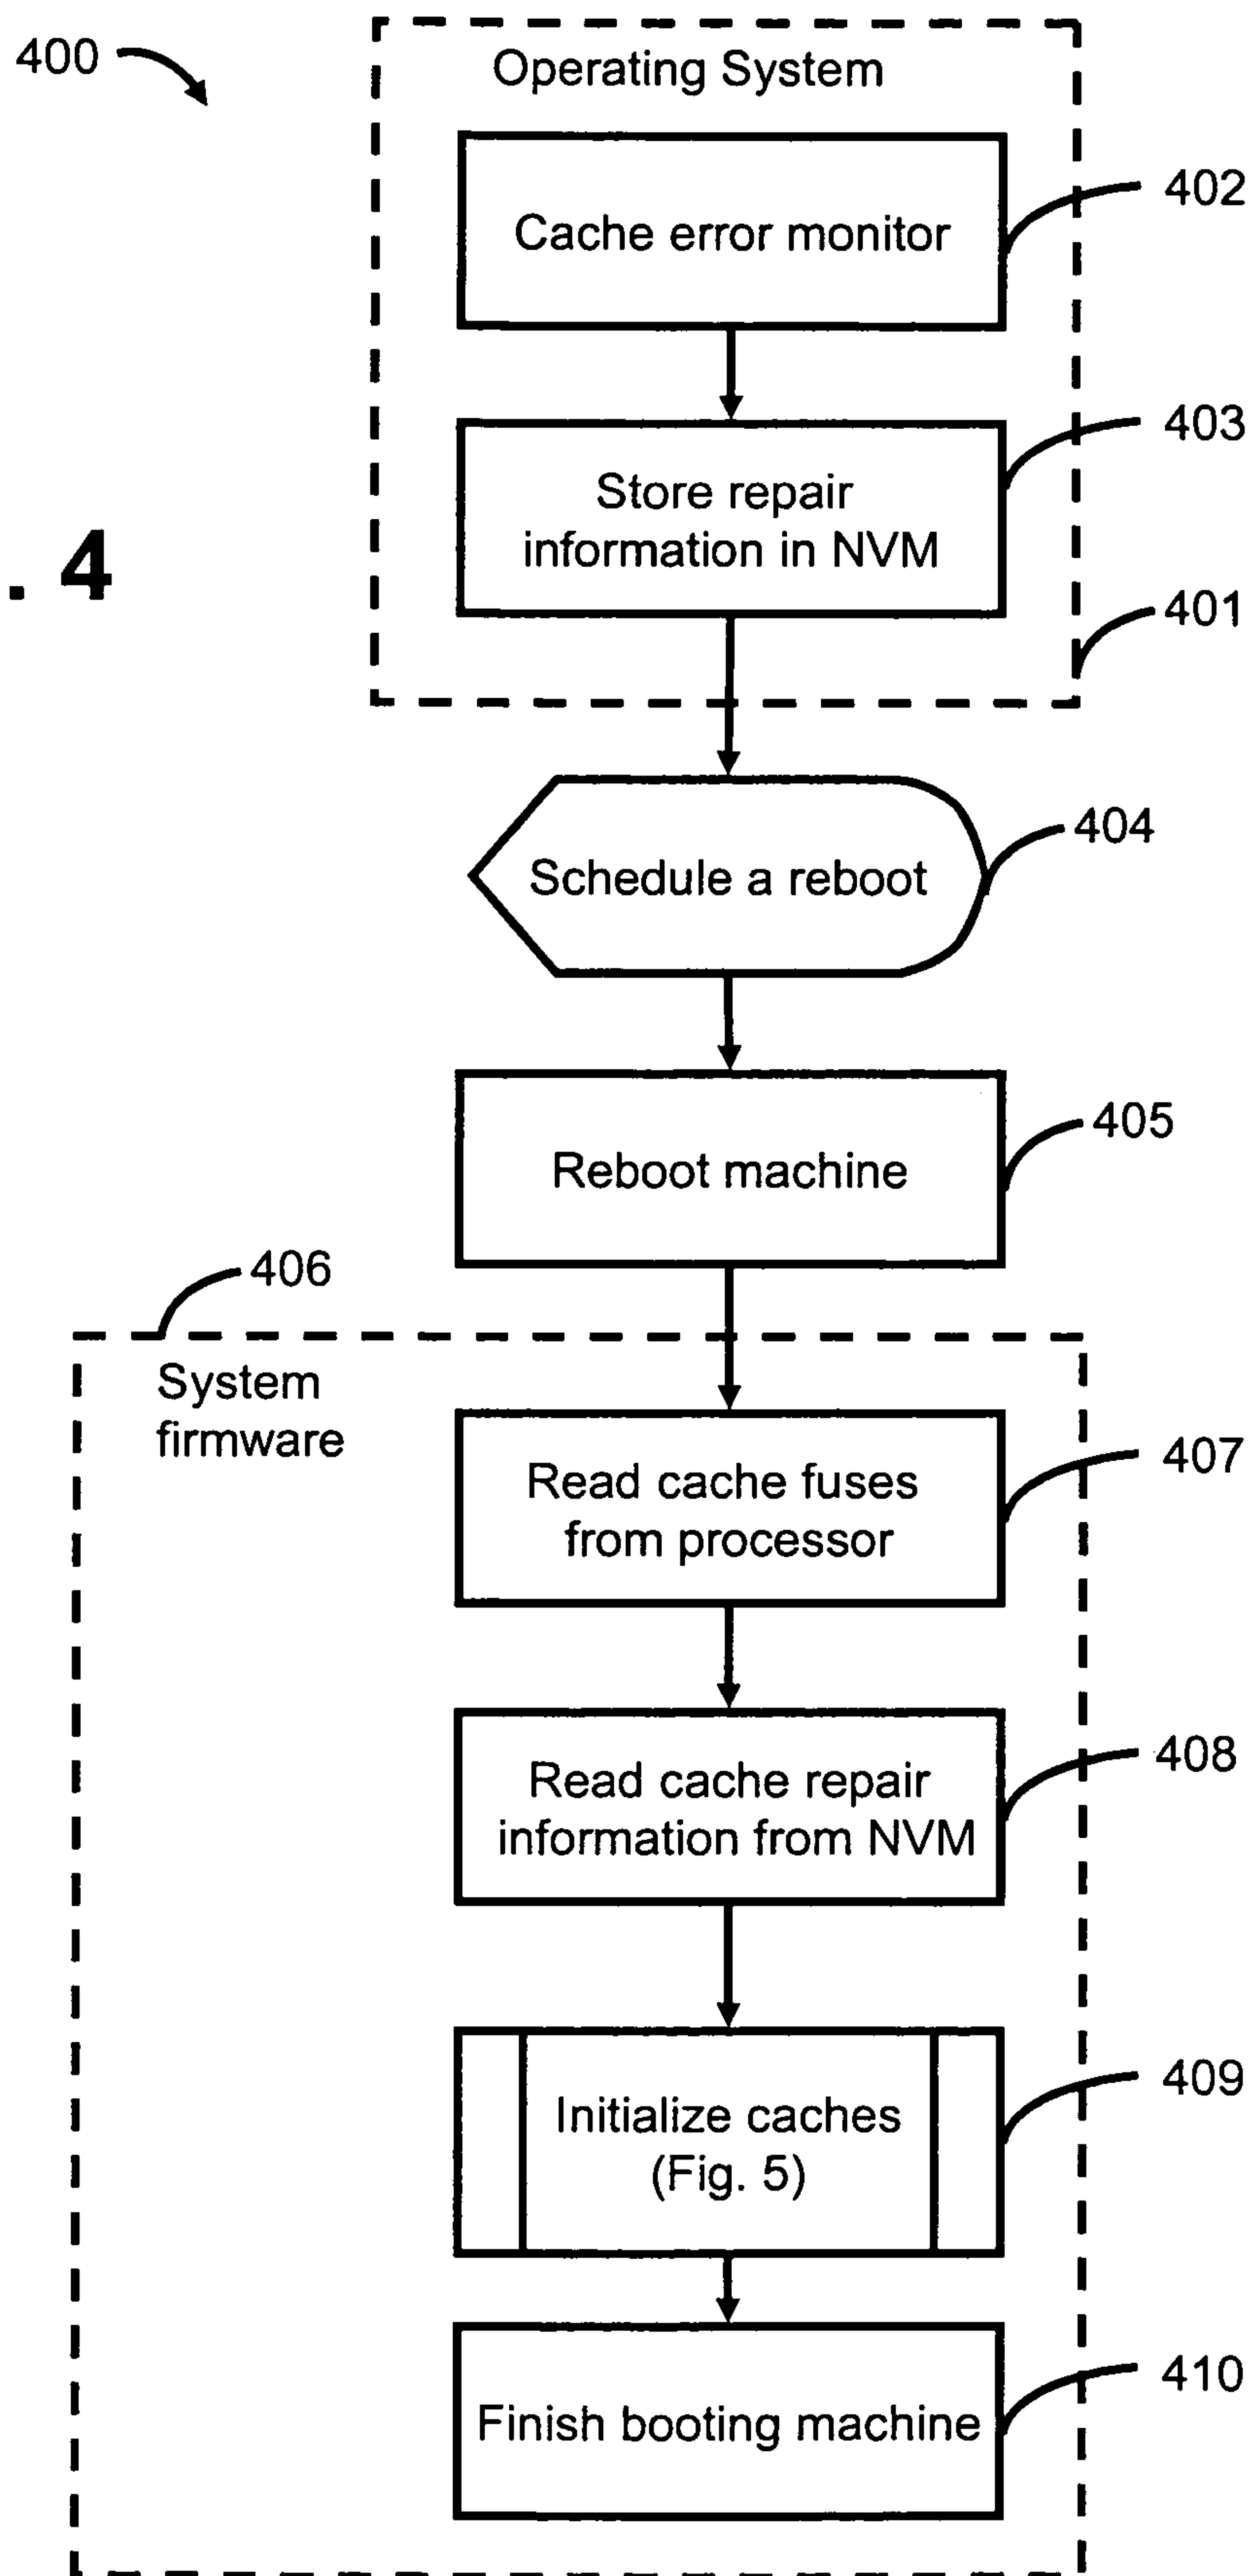 400
Operating System
Cache error monitor
402
Store repair
information in NVM
403
. 4
401
Schedule a reboot
404
Reboot machine
405
406
System
firmware
Read cache fuses
from processor
407
Read cache repair
information from NVM
408
Initialize caches
(Fig. 5)
409
Finish booting machine
410